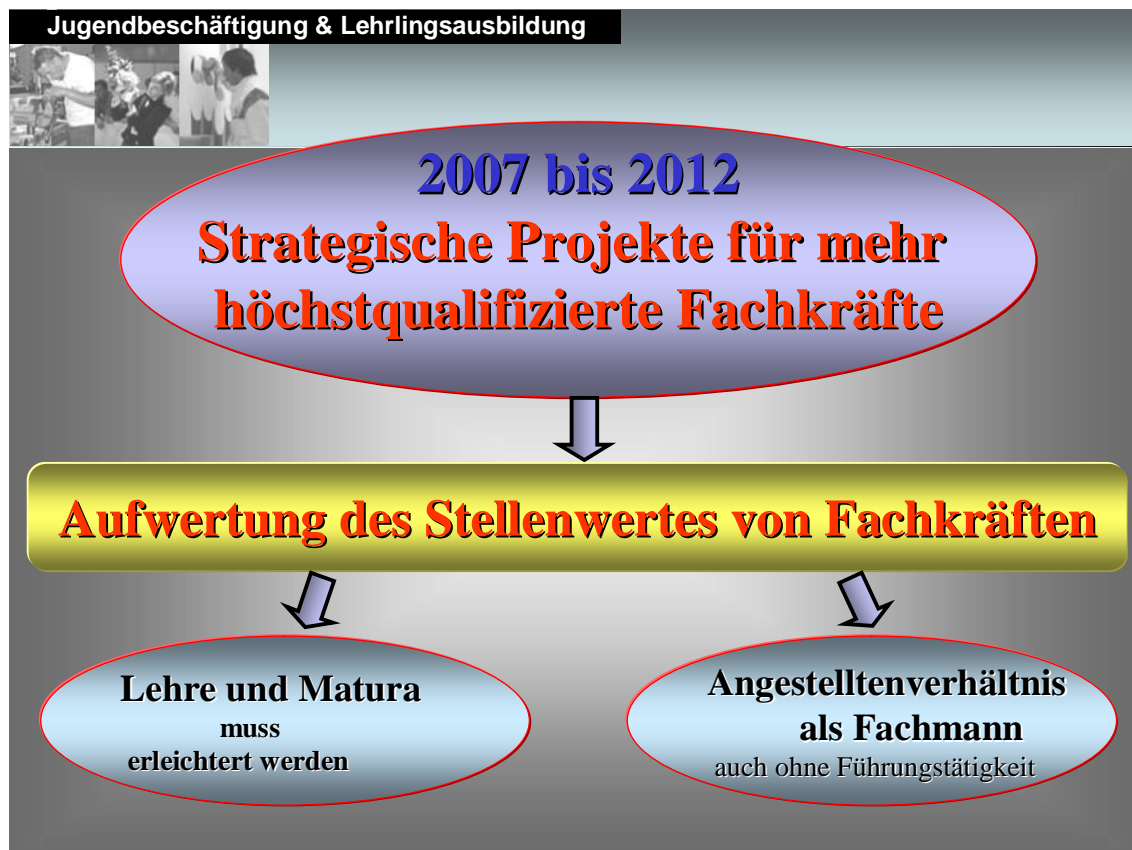 Jugendbeschäftigung & Lehrlingsausbildung
2007 bis 2012
Strategische Projekte für mehr
höchstqualifizierte Fachkräfte
Aufwertung des Stellenwertes von Fachkräften
Lehre und Matura
muss
erleichtert werden
Angestelltenverhältnis
als Fachmann
auch ohne Führungstätigkeit